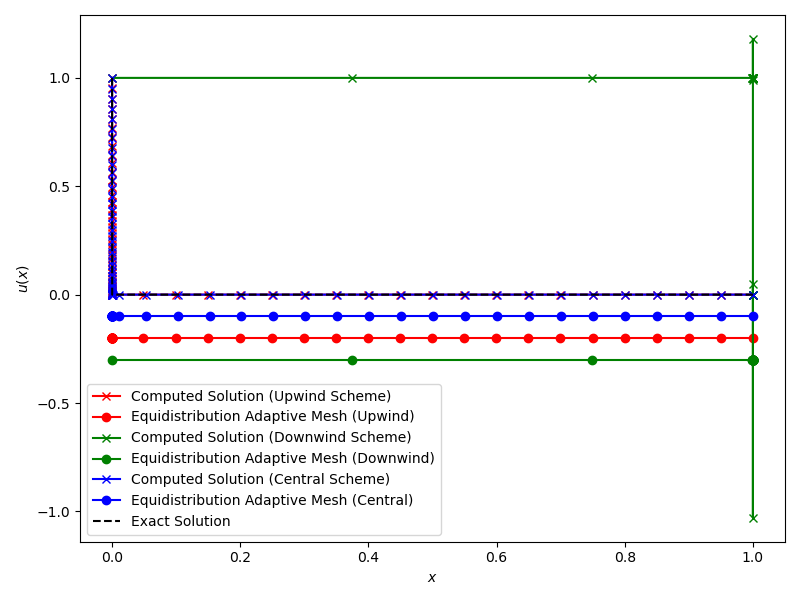 1.0
0.5
0.0
−0.5
−1.0
u(x)
Computed Solution (Upwind Scheme)
Equidistribution Adaptive Mesh (Upwind)
Computed Solution (Downwind Scheme)
Equidistribution Adaptive Mesh (Downwind)
Computed Solution (Central Scheme)
Equidistribution Adaptive Mesh (Central)
Exact Solution
0.0 0.2 0.4 0.6 0.8 1.0
x